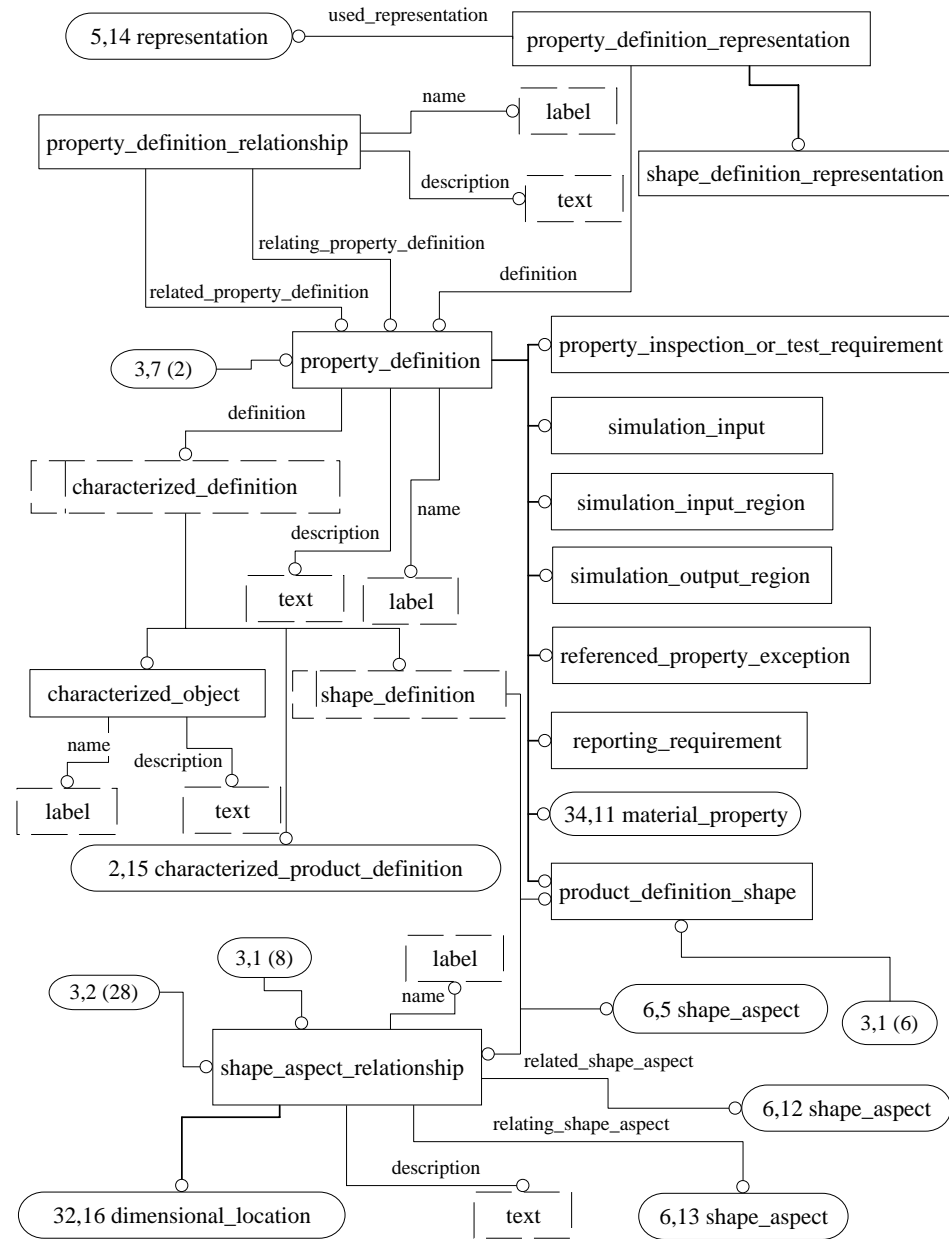 used_representation
5,14 representation
property_definition_representation
name
label
property_definition_relationship
shape_definition_representation
description
text
relating_property_definition
definition
related_property_definition
property_definition
property_inspection_or_test_requirement
3,7 (2)
definition
simulation_input
characterized_definition
simulation_input_region
name
description
simulation_output_region
text
label
referenced_property_exception
characterized_object
shape_definition
name
reporting_requirement
description
label
text
34,11 material_property
2,15 characterized_product_definition
product_definition_shape
label
3,1 (8)
name
3,2 (28)
6,5 shape_aspect
3,1 (6)
related_shape_aspect
shape_aspect_relationship
6,12 shape_aspect
relating_shape_aspect
description
32,16 dimensional_location
text
6,13 shape_aspect